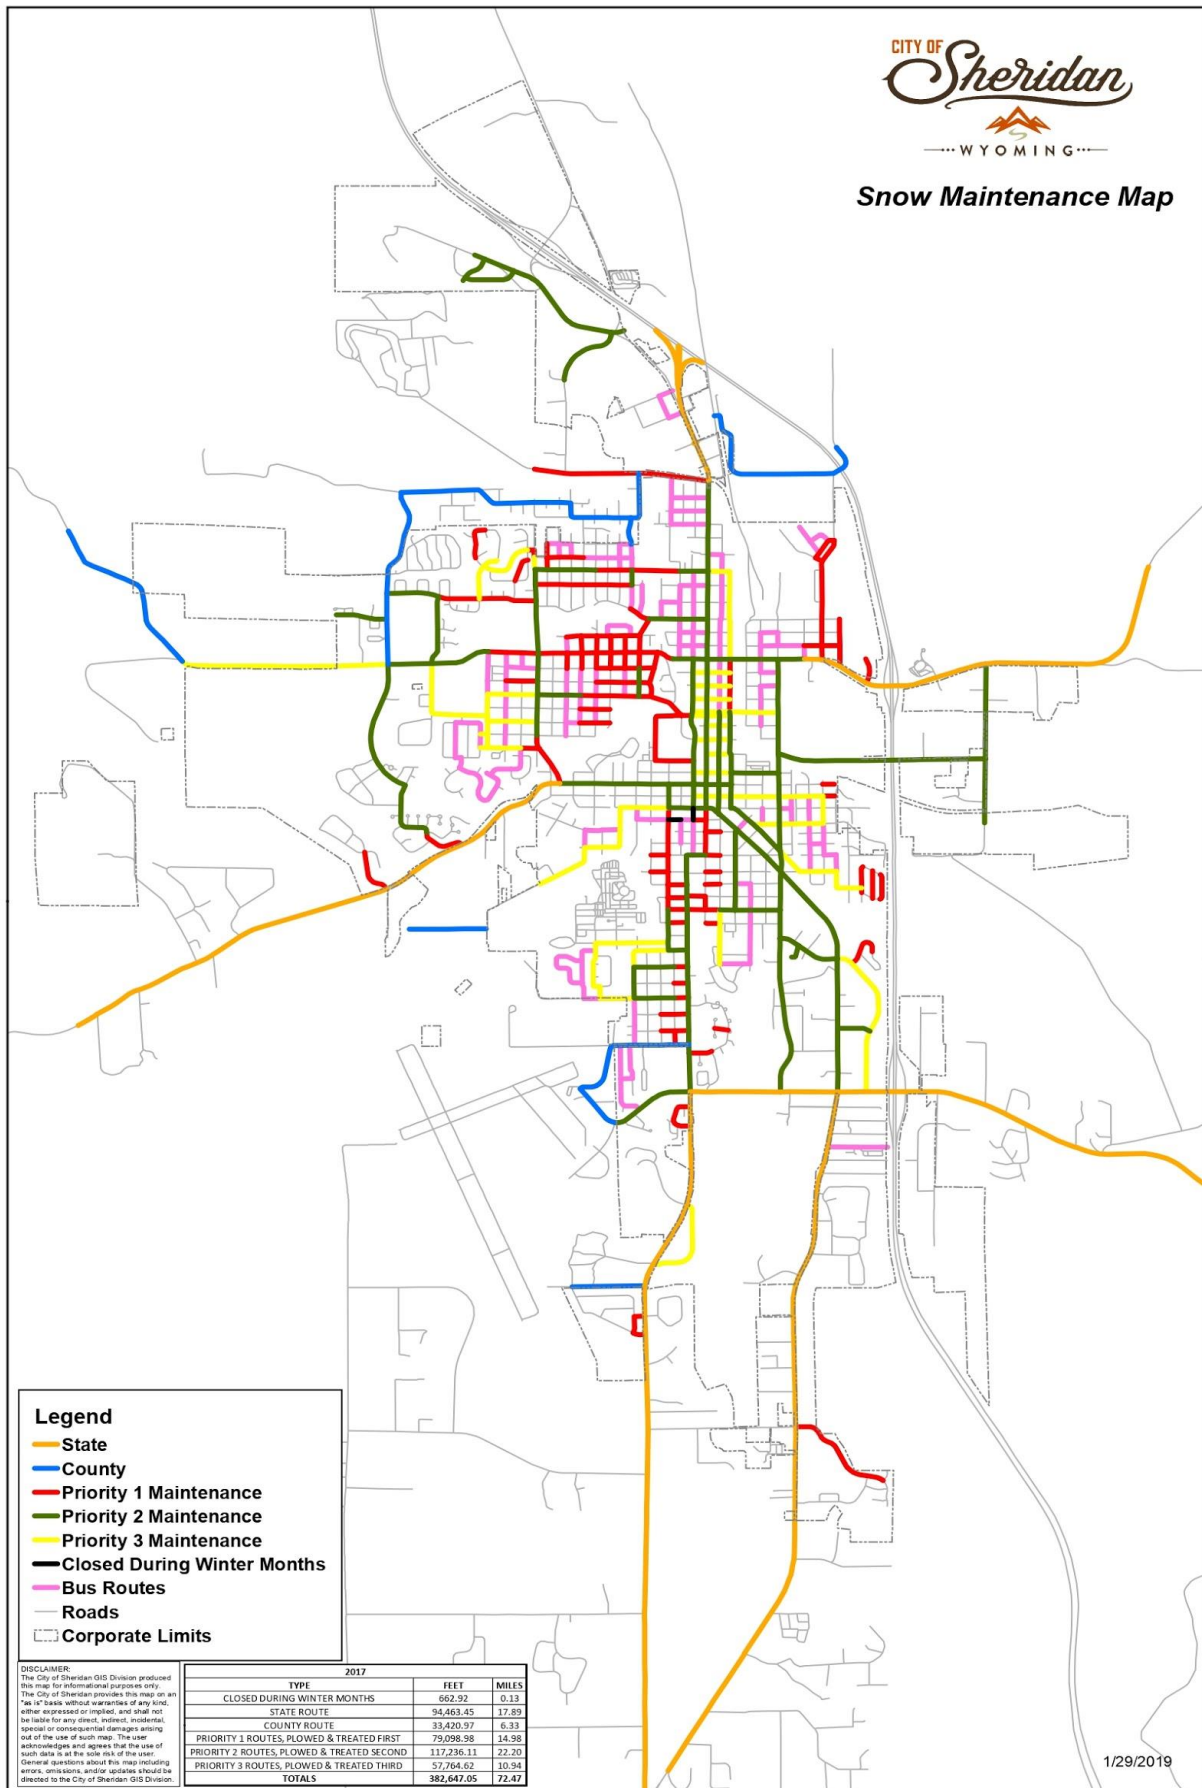 CITY OF
Sheridan
WYOMING
Snow Maintenance Map
Legend
State
County
Priority 1 Maintenance
Priority 2 Maintenance
Priority 3 Maintenance
Closed During Winter Months
Bus Routes
Roads
Corporate Limits
DISCLAIMER:
The City of Sheridan GIS Division produced
this map for informational purposes only.
The City of Sheridan provides this map on an
"as is" basis without warranties of any kind,
either expressed or implied, and shall not
be liable for any direct, indirect, incidental,
special or consequential damages arising
out of the use of such map. The user
acknowledges and agrees that the use of
such data is at the sole risk of the user.
General questions about this map including
errors, omissions, and/or updates should be
directed to the City of Sheridan GIS Division.
2017
TYPE FEET MILES
CLOSED DURING WINTER MONTHS 662.92 0.13
STATE ROUTE 94,463.45 17.89
COUNTY ROUTE 33,420.97 6.33
PRIORITY 1 ROUTES, PLOWED & TREATED FIRST 79,098.98 14.98
PRIORITY 2 ROUTES, PLOWED & TREATED SECOND 117,236.11 22.20
PRIORITY 3 ROUTES, PLOWED & TREATED THIRD 57,764.62 10.94
TOTALS 382,647.05 72.47
1/29/2019